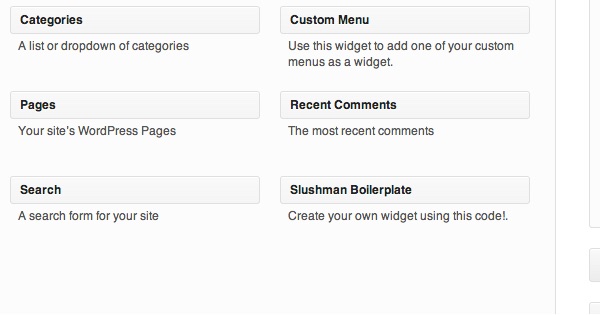 Categories
A list or dropdown of categories
Custom Menu
Use this widget to add one of your custom
menus as a widget.
Pages
Your site's WordPress Pages
Recent Comments
The most recent comments
Search
A search form for your site
Slushman Boilerplate
Create your own widget using this code!.